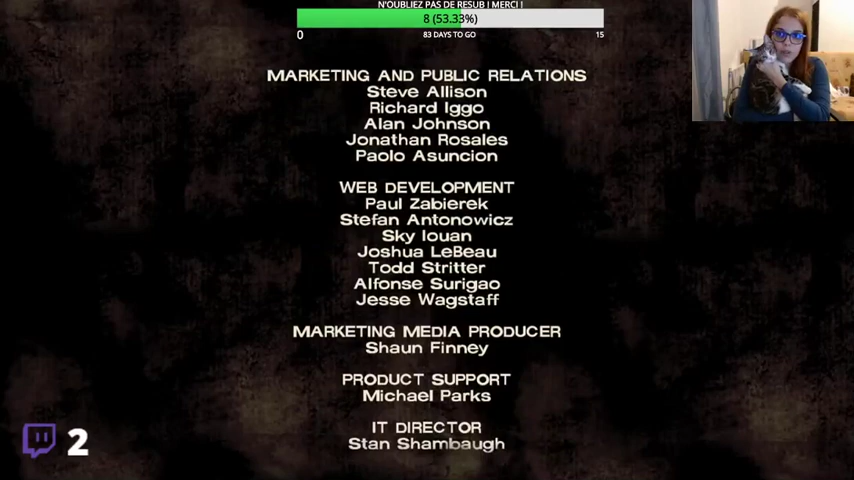 N'OUBLIEZ PAS DE RESUB ! MERCI !
8 (53.33%)
0
83 DAYS TO GO
15
MARKETING AND PUBLIC RELATIONS
Steve Allison
Richard Iggo
Alan Johnson
Jonathan Rosales
Paolo Asuncion
WEB DEVELOPMENT
Paul Zabierek
Stefan Antonowicz
Sky Iouan
Joshua LeBeau
Todd Stritter
Alfonse Surigao
Jesse Wagstaff
MARKETING MEDIA PRODUCER
Shaun Finney
PRODUCT SUPPORT
Michael Parks
IT DIRECTOR
Stan Shambaugh
2